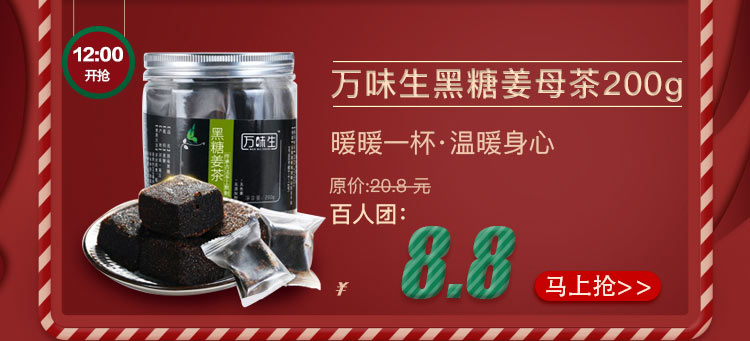 12:00
开抢
万味生黑糖姜母茶200g
暖暖一杯·温暖身心
原价:20.8 元
百人团：
¥ 8.8
马上抢>>
万味生
黑糖姜茶